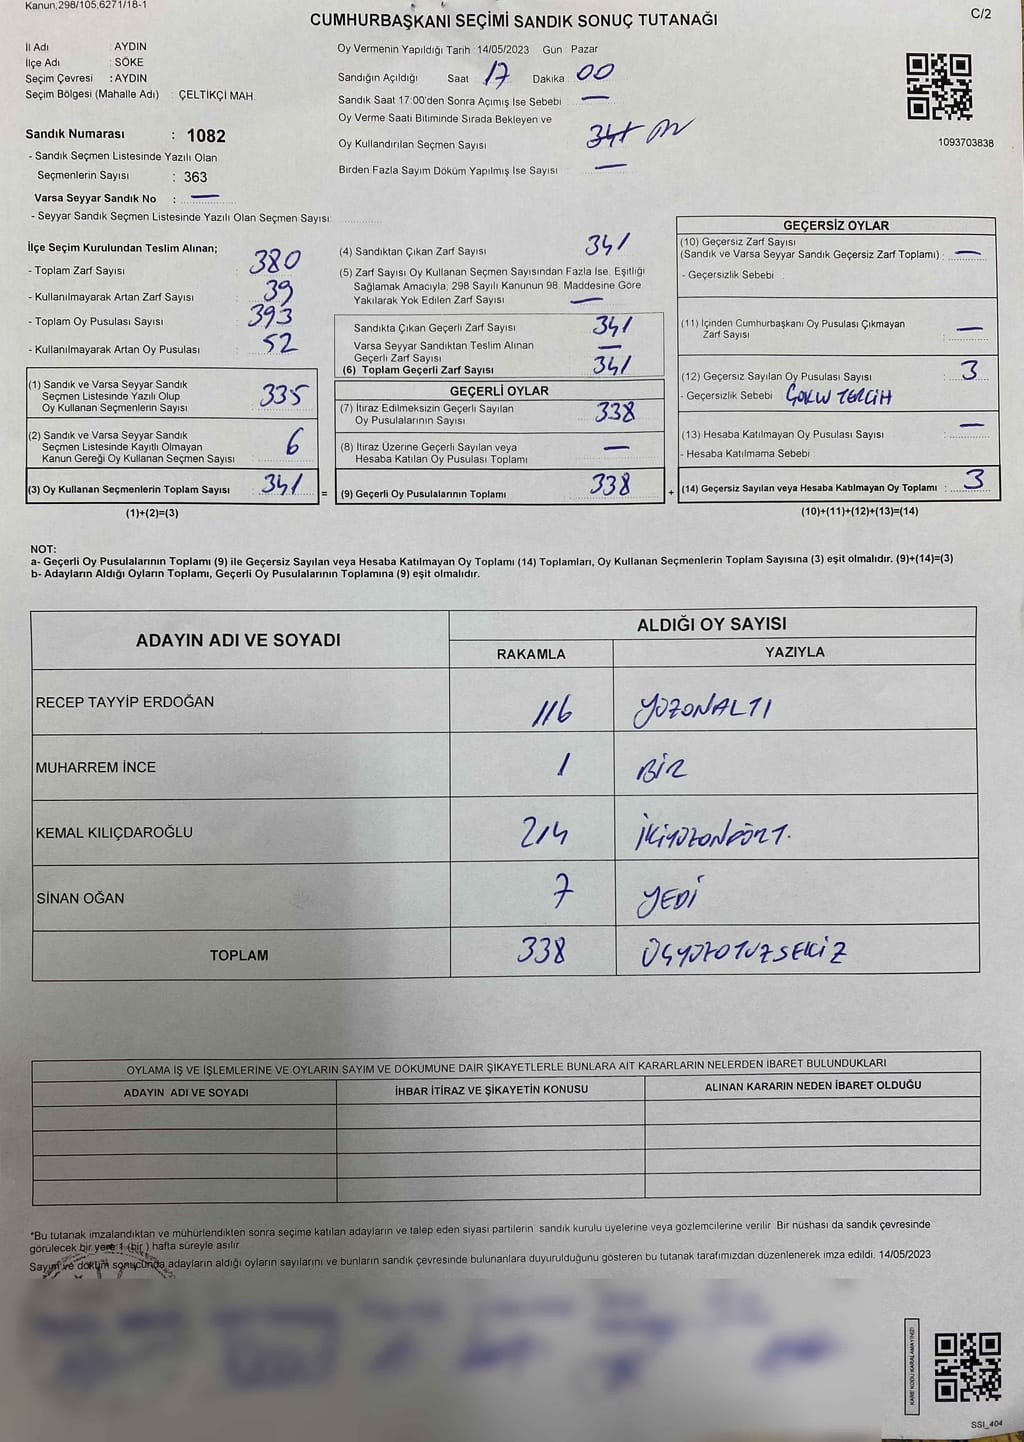 Kanun,298/105,6271/18-1
C/2
CUMHURBAŞKANI SEÇİMİ SANDIK SONUÇ TUTANAĞI
İl Adı : AYDIN
İlçe Adı : SÖKE
Seçim Çevresi : AYDIN
Seçim Bölgesi (Mahalle Adı) : ÇELTİKÇİ MAH.
Sandık Numarası : 1082
- Sandık Seçmen Listesinde Yazılı Olan
Seçmenlerin Sayısı : 363
Varsa Seyyar Sandık No : —
- Seyyar Sandık Seçmen Listesinde Yazılı Olan Seçmen Sayısı:
Oy Vermenin Yapıldığı Tarih : 14/05/2023 Gün : Pazar
Sandığın Açıldığı Saat 17 Dakika : 00
Sandık Saat 17:00'den Sonra Açımış İse Sebebi : —
Oy Verme Saati Bitiminde Sırada Bekleyen ve
Oy Kullandırılan Seçmen Sayısı : 341
Birden Fazla Sayım Döküm Yapılmış İse Sayısı : —
1093703838
İlçe Seçim Kurulundan Teslim Alınan;
- Toplam Zarf Sayısı : 380
- Kullanılmayarak Artan Zarf Sayısı : 39
- Toplam Oy Pusulası Sayısı : 393
- Kullanılmayarak Artan Oy Pusulası : 52
(1) Sandık ve Varsa Seyyar Sandık
Seçmen Listesinde Yazılı Olup
Oy Kullanan Seçmenlerin Sayısı : 335
(2) Sandık ve Varsa Seyyar Sandık
Seçmen Listesinde Kayıtlı Olmayan
Kanun Gereği Oy Kullanan Seçmen Sayısı : 6
(3) Oy Kullanan Seçmenlerin Toplam Sayısı : 341 =
(1)+(2)=(3)
(4) Sandıktan Çıkan Zarf Sayısı : 341
(5) Zarf Sayısı Oy Kullanan Seçmen Sayısından Fazla İse, Eşitliği
Sağlamak Amacıyla, 298 Sayılı Kanunun 98. Maddesine Göre
Yakılarak Yok Edilen Zarf Sayısı : —
Sandıkta Çıkan Geçerli Zarf Sayısı : 341
Varsa Seyyar Sandıktan Teslim Alınan
Geçerli Zarf Sayısı : —
(6) Toplam Geçerli Zarf Sayısı : 341
GEÇERLİ OYLAR
(7) İtiraz Edilmeksizin Geçerli Sayılan
Oy Pusulalarının Sayısı : 338
(8) İtiraz Üzerine Geçerli Sayılan veya
Hesaba Katılan Oy Pusulası Toplamı : —
(9) Geçerli Oy Pusulalarının Toplamı : 338 +
GEÇERSİZ OYLAR
(10) Geçersiz Zarf Sayısı
(Sandık ve Varsa Seyyar Sandık Geçersiz Zarf Toplamı) : —
- Geçersizlik Sebebi :
(11) İçinden Cumhurbaşkanı Oy Pusulası Çıkmayan
Zarf Sayısı : —
(12) Geçersiz Sayılan Oy Pusulası Sayısı : 3
- Geçersizlik Sebebi : ÇOKLU TERCİH
(13) Hesaba Katılmayan Oy Pusulası Sayısı : —
- Hesaba Katılmama Sebebi :
(14) Geçersiz Sayılan veya Hesaba Katılmayan Oy Toplamı : 3
(10)+(11)+(12)+(13)=(14)
NOT:
a- Geçerli Oy Pusulalarının Toplamı (9) ile Geçersiz Sayılan veya Hesaba Katılmayan Oy Toplamı (14) Toplamları, Oy Kullanan Seçmenlerin Toplam Sayısına (3) eşit olmalıdır. (9)+(14)=(3)
b- Adayların Aldığı Oyların Toplamı, Geçerli Oy Pusulalarının Toplamına (9) eşit olmalıdır.
ADAYIN ADI VE SOYADI
ALDIĞI OY SAYISI
RAKAMLA YAZIYLA
RECEP TAYYİP ERDOĞAN 116 YÜZONALTI
MUHARREM İNCE 1 BİR
KEMAL KILIÇDAROĞLU 214 İKİYÜZONDÖRT.
SİNAN OĞAN 7 YEDİ
TOPLAM 338 ÜÇYÜZOTUZSEKİZ
OYLAMA İŞ VE İŞLEMLERİNE VE OYLARIN SAYIM VE DÖKÜMÜNE DAİR ŞİKAYETLERLE BUNLARA AİT KARARLARIN NELERDEN İBARET BULUNDUKLARI
ADAYIN ADI VE SOYADI İHBAR İTİRAZ VE ŞİKAYETİN KONUSU ALINAN KARARIN NEDEN İBARET OLDUĞU
*Bu tutanak imzalandıktan ve mühürlendikten sonra seçime katılan adayların ve talep eden siyasi partilerin sandık kurulu üyelerine veya gözlemcilerine verilir. Bir nüshası da sandık çevresinde
görülecek bir yere 1 (bir ) hafta süreyle asılır.
Sayım ve döküm sonucunda adayların aldığı oyların sayılarını ve bunların sandık çevresinde bulunanlara duyurulduğunu gösteren bu tutanak tarafımızdan düzenlenerek imza edildi. 14/05/2023
KARE KODU KARALAMAYINIZ!
SSI_404